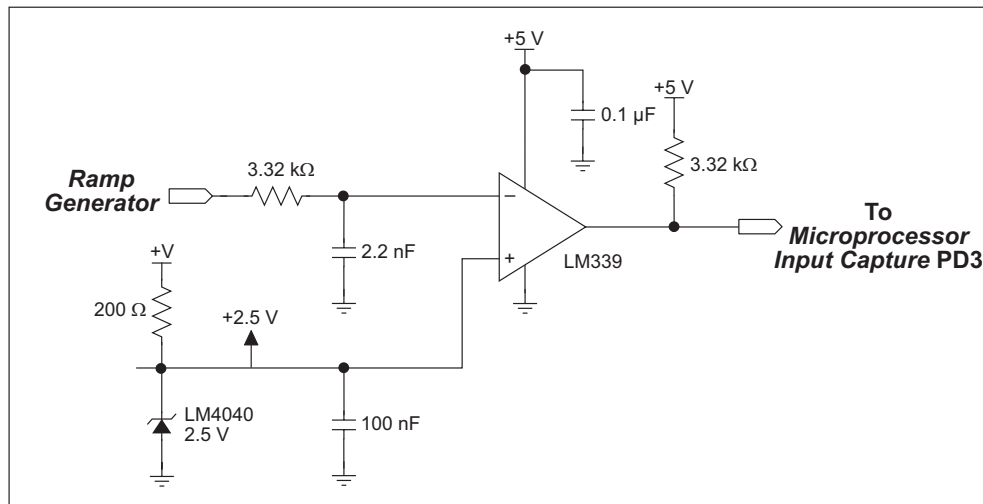 +5 V
+5 V
0.1 µF
Ramp
Generator
3.32 kΩ
3.32 kΩ
−
To
Microprocessor
Input Capture PD3
2.2 nF
+
LM339
+V
200 Ω
+2.5 V
LM4040
2.5 V
100 nF